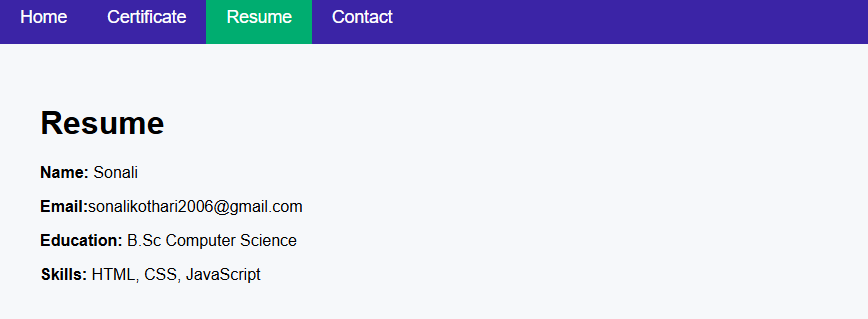 Home Certificate Resume Contact
Resume
Name: Sonali
Email:sonalikothari2006@gmail.com
Education: B.Sc Computer Science
Skills: HTML, CSS, JavaScript